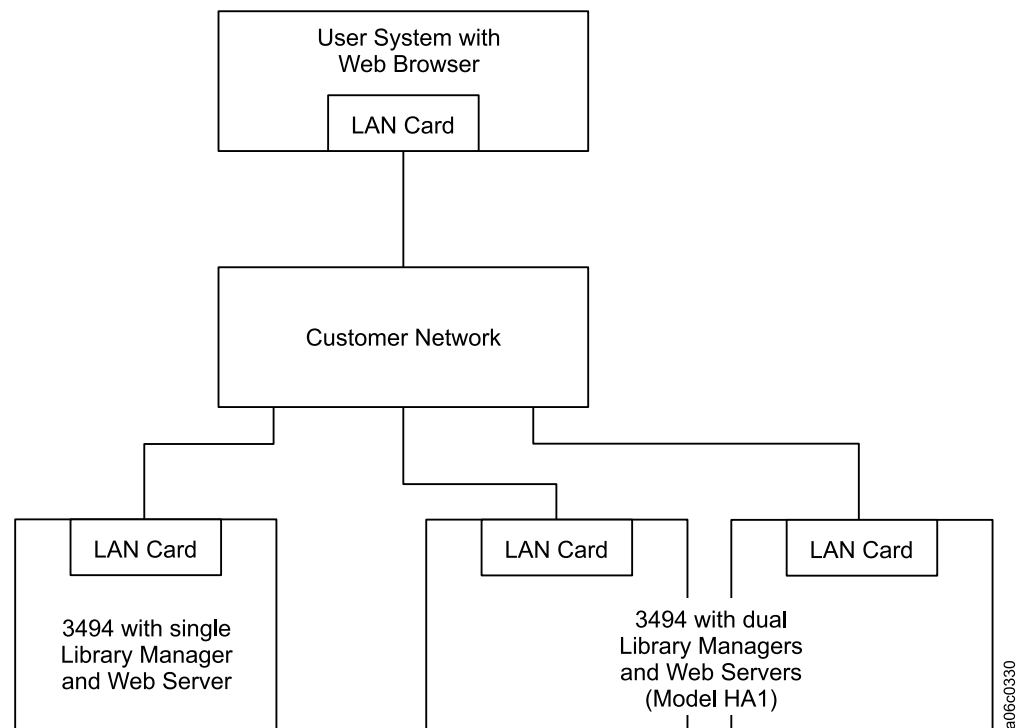 User System with
Web Browser
LAN Card
Customer Network
LAN Card
LAN Card
LAN Card
3494 with single
Library Manager
and Web Server
3494 with dual
Library Managers
and Web Servers
(Model HA1)
a06c0330